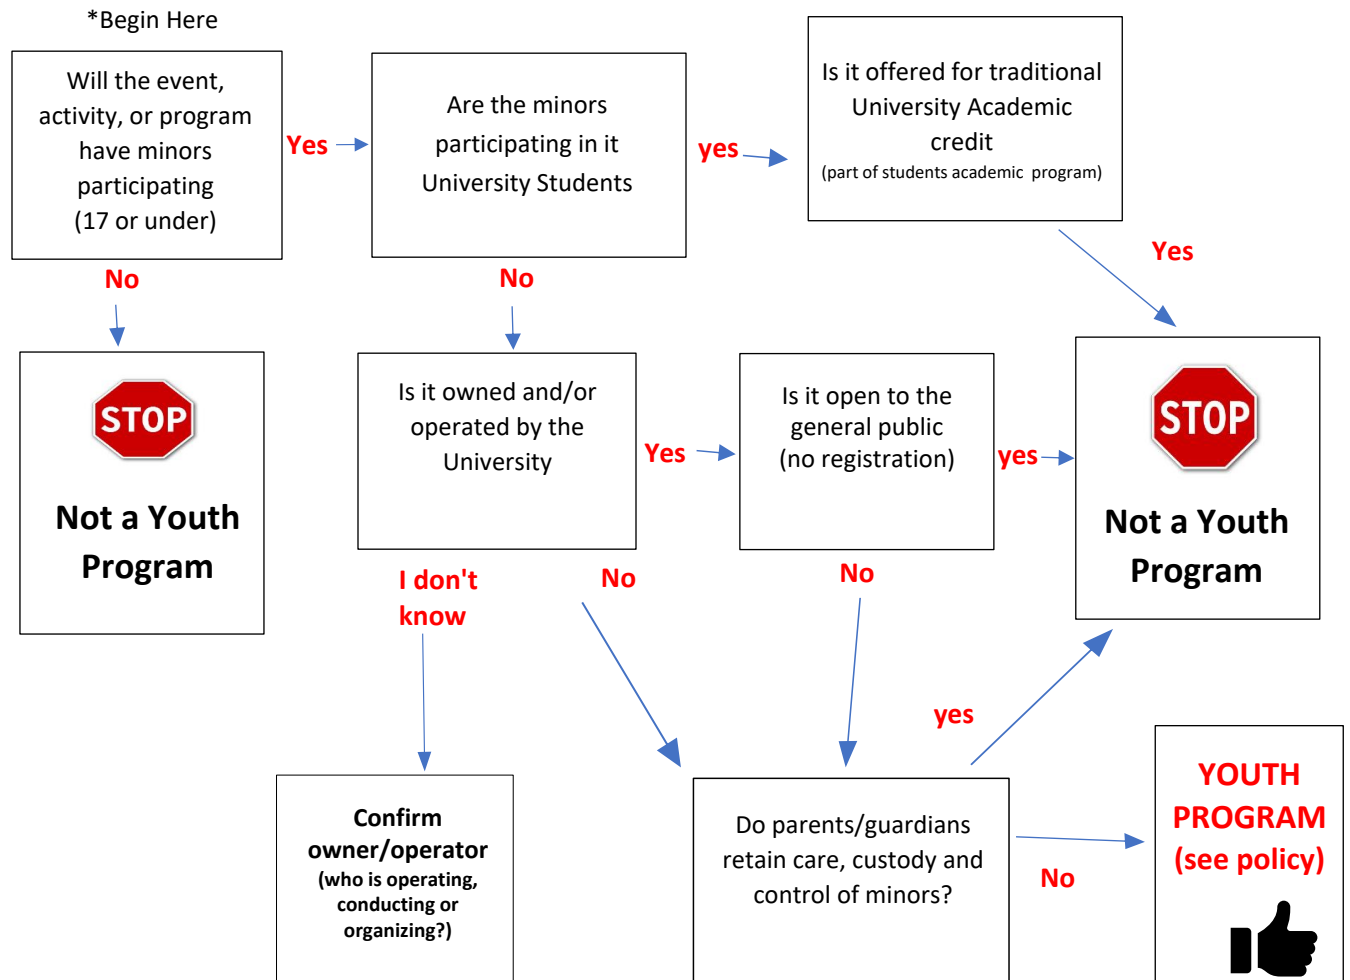 *Begin Here
Will the event,
activity, or program
have minors
participating
(17 or under)
Yes
Are the minors
participating in it
University Students
yes
Is it offered for traditional
University Academic
credit
(part of students academic program)
Yes
No
No
STOP
Not a Youth
Program
Is it owned and/or
operated by the
University
Yes
Is it open to the
general public
(no registration)
yes
STOP
Not a Youth
Program
I don't
know
No
No
yes
Confirm
owner/operator
(who is operating,
conducting or
organizing?)
Do parents/guardians
retain care, custody and
control of minors?
No
YOUTH
PROGRAM
(see policy)